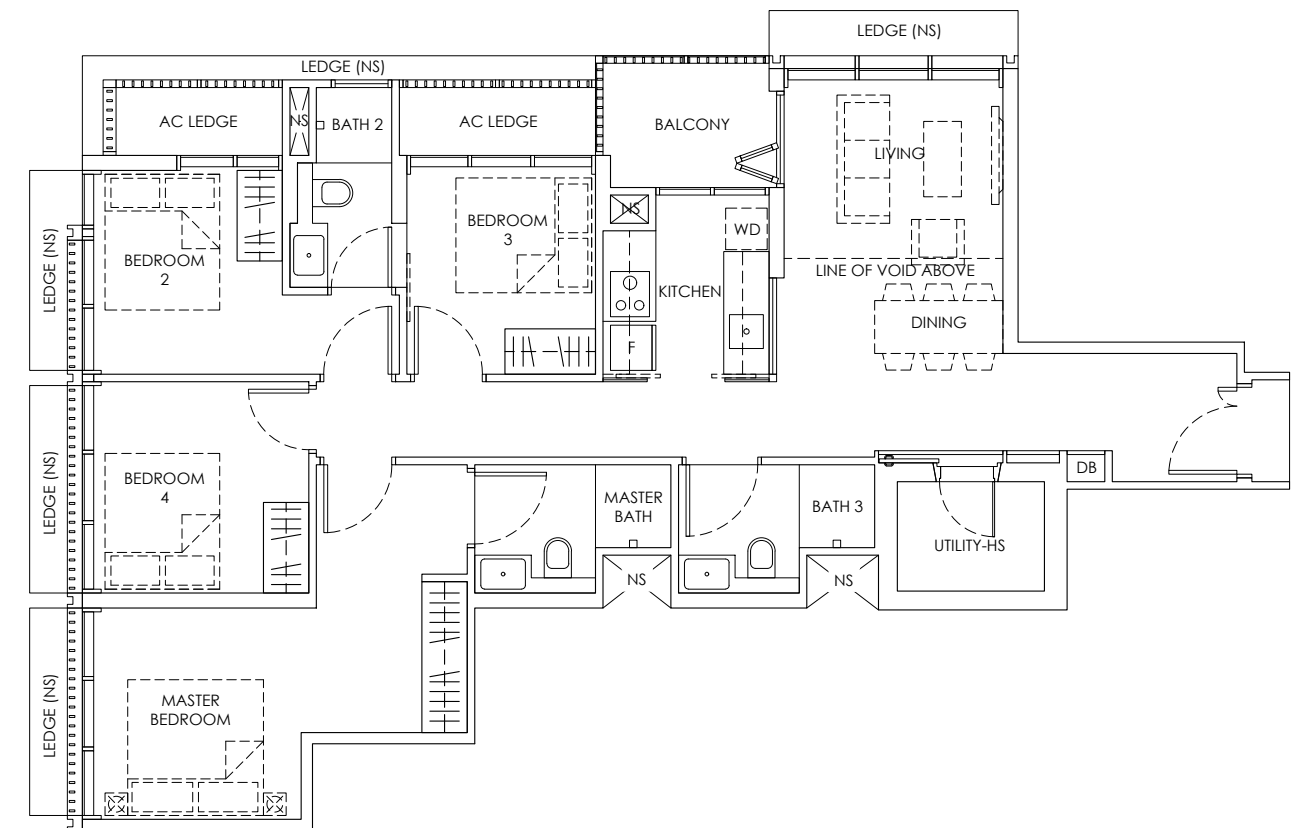 LEDGE (NS)
LEDGE (NS)
AC LEDGE
NS
BATH 2
AC LEDGE
BALCONY
LIVING
NS
WD
BEDROOM
3
BEDROOM
2
LEDGE (NS)
LINE OF VOID ABOVE
KITCHEN
DINING
F
LEDGE (NS)
BEDROOM
4
MASTER
BATH
BATH 3
DB
UTILITY-HS
NS
NS
LEDGE (NS)
MASTER
BEDROOM